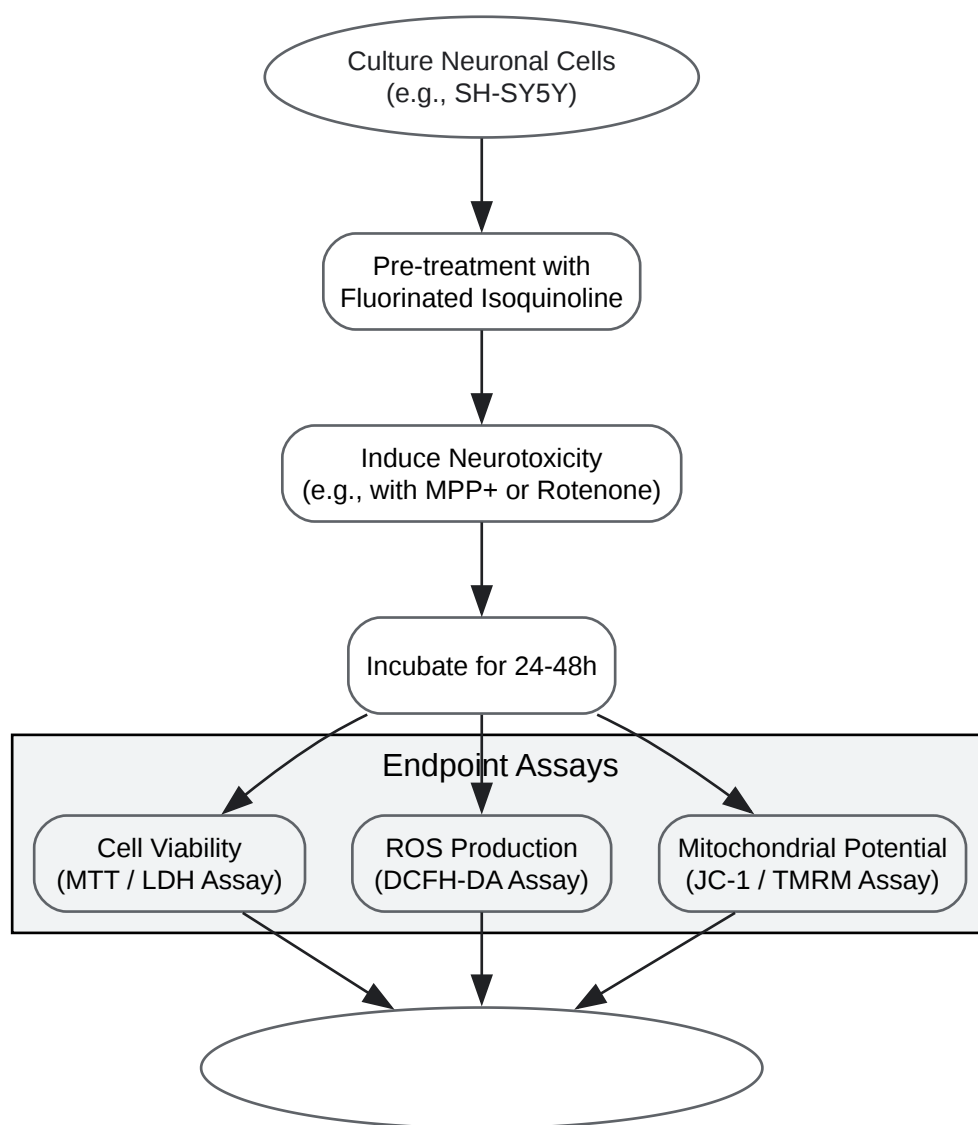 Culture Neuronal Cells
(e.g., SH-SY5Y)
Pre-treatment with
Fluorinated Isoquinoline
Induce Neurotoxicity
(e.g., with MPP+ or Rotenone)
Incubate for 24-48h
Endpoint Assays
Cell Viability
(MTT / LDH Assay)
ROS Production
(DCFH-DA Assay)
Mitochondrial Potential
(JC-1 / TMRM Assay)